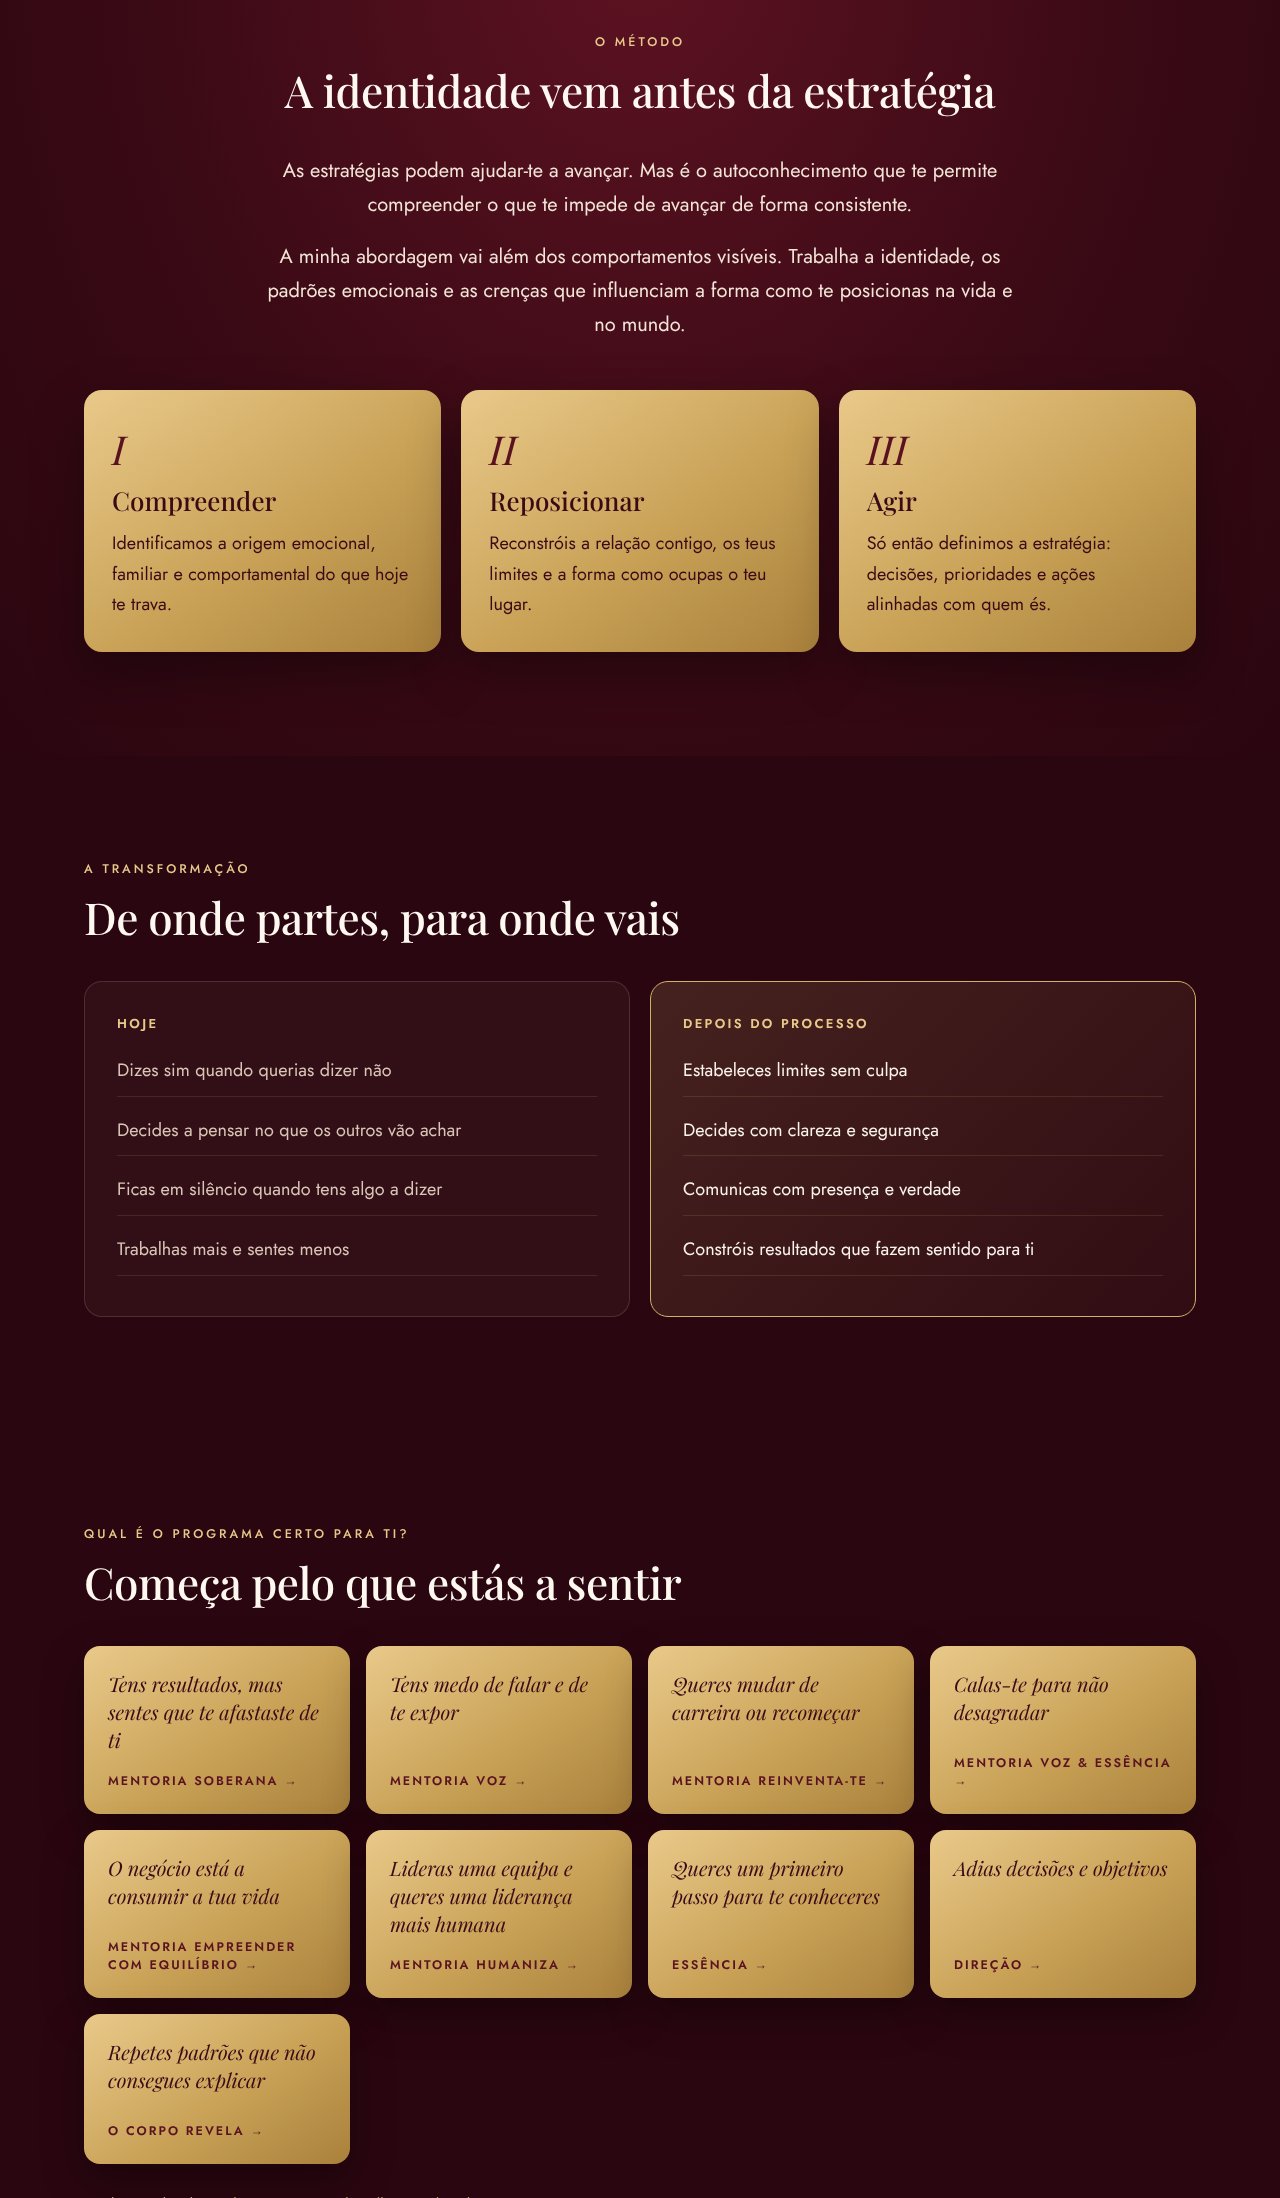 O MÉTODO
A identidade vem antes da estratégia
As estratégias podem ajudar-te a avançar. Mas é o autoconhecimento que te permite
compreender o que te impede de avançar de forma consistente.
A minha abordagem vai além dos comportamentos visíveis. Trabalha a identidade, os
padrões emocionais e as crenças que influenciam a forma como te posicionas na vida e
no mundo.
I
Compreender
Identificamos a origem emocional,
familiar e comportamental do que hoje
te trava.
II
Reposicionar
Reconstróis a relação contigo, os teus
limites e a forma como ocupas o teu
lugar.
III
Agir
Só então definimos a estratégia:
decisões, prioridades e ações
alinhadas com quem és.
A TRANSFORMAÇÃO
De onde partes, para onde vais
HOJE
Dizes sim quando querias dizer não
Decides a pensar no que os outros vão achar
Ficas em silêncio quando tens algo a dizer
Trabalhas mais e sentes menos
DEPOIS DO PROCESSO
Estabeleces limites sem culpa
Decides com clareza e segurança
Comunicas com presença e verdade
Constróis resultados que fazem sentido para ti
QUAL É O PROGRAMA CERTO PARA TI?
Começa pelo que estás a sentir
Tens resultados, mas
sentes que te afastaste de
ti
MENTORIA SOBERANA →
Tens medo de falar e de
te expor
MENTORIA VOZ →
Queres mudar de
carreira ou recomeçar
MENTORIA REINVENTA-TE →
Calas-te para não
desagradar
MENTORIA VOZ & ESSÊNCIA
→
O negócio está a
consumir a tua vida
MENTORIA EMPREENDER
COM EQUILÍBRIO →
Lideras uma equipa e
queres uma liderança
mais humana
MENTORIA HUMANIZA →
Queres um primeiro
passo para te conheceres
ESSÊNCIA →
Adias decisões e objetivos
DIREÇÃO →
Repetes padrões que não
consegues explicar
O CORPO REVELA →